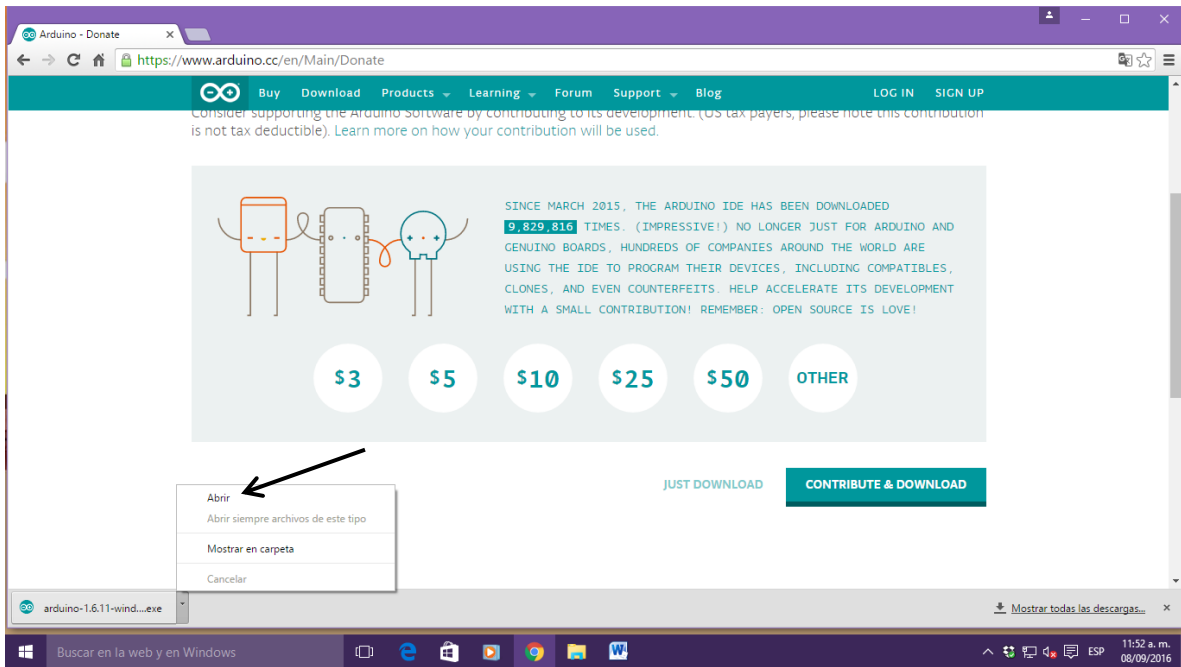 Arduino - Donate
https://www.arduino.cc/en/Main/Donate
Buy Download Products Learning Forum Support Blog LOG IN SIGN UP
Consider supporting the Arduino Software by contributing to its development. (US tax payers, please note this contribution
is not tax deductible). Learn more on how your contribution will be used.
SINCE MARCH 2015, THE ARDUINO IDE HAS BEEN DOWNLOADED
9,829,816 TIMES. (IMPRESSIVE!) NO LONGER JUST FOR ARDUINO AND
GENUINO BOARDS, HUNDREDS OF COMPANIES AROUND THE WORLD ARE
USING THE IDE TO PROGRAM THEIR DEVICES, INCLUDING COMPATIBLES,
CLONES, AND EVEN COUNTERFEITS. HELP ACCELERATE ITS DEVELOPMENT
WITH A SMALL CONTRIBUTION! REMEMBER: OPEN SOURCE IS LOVE!
$3 $5 $10 $25 $50 OTHER
JUST DOWNLOAD CONTRIBUTE & DOWNLOAD
Abrir
Abrir siempre archivos de este tipo
Mostrar en carpeta
Cancelar
arduino-1.6.11-wind....exe
Mostrar todas las descargas...
Buscar en la web y en Windows
ESP
11:52 a. m.
08/09/2016